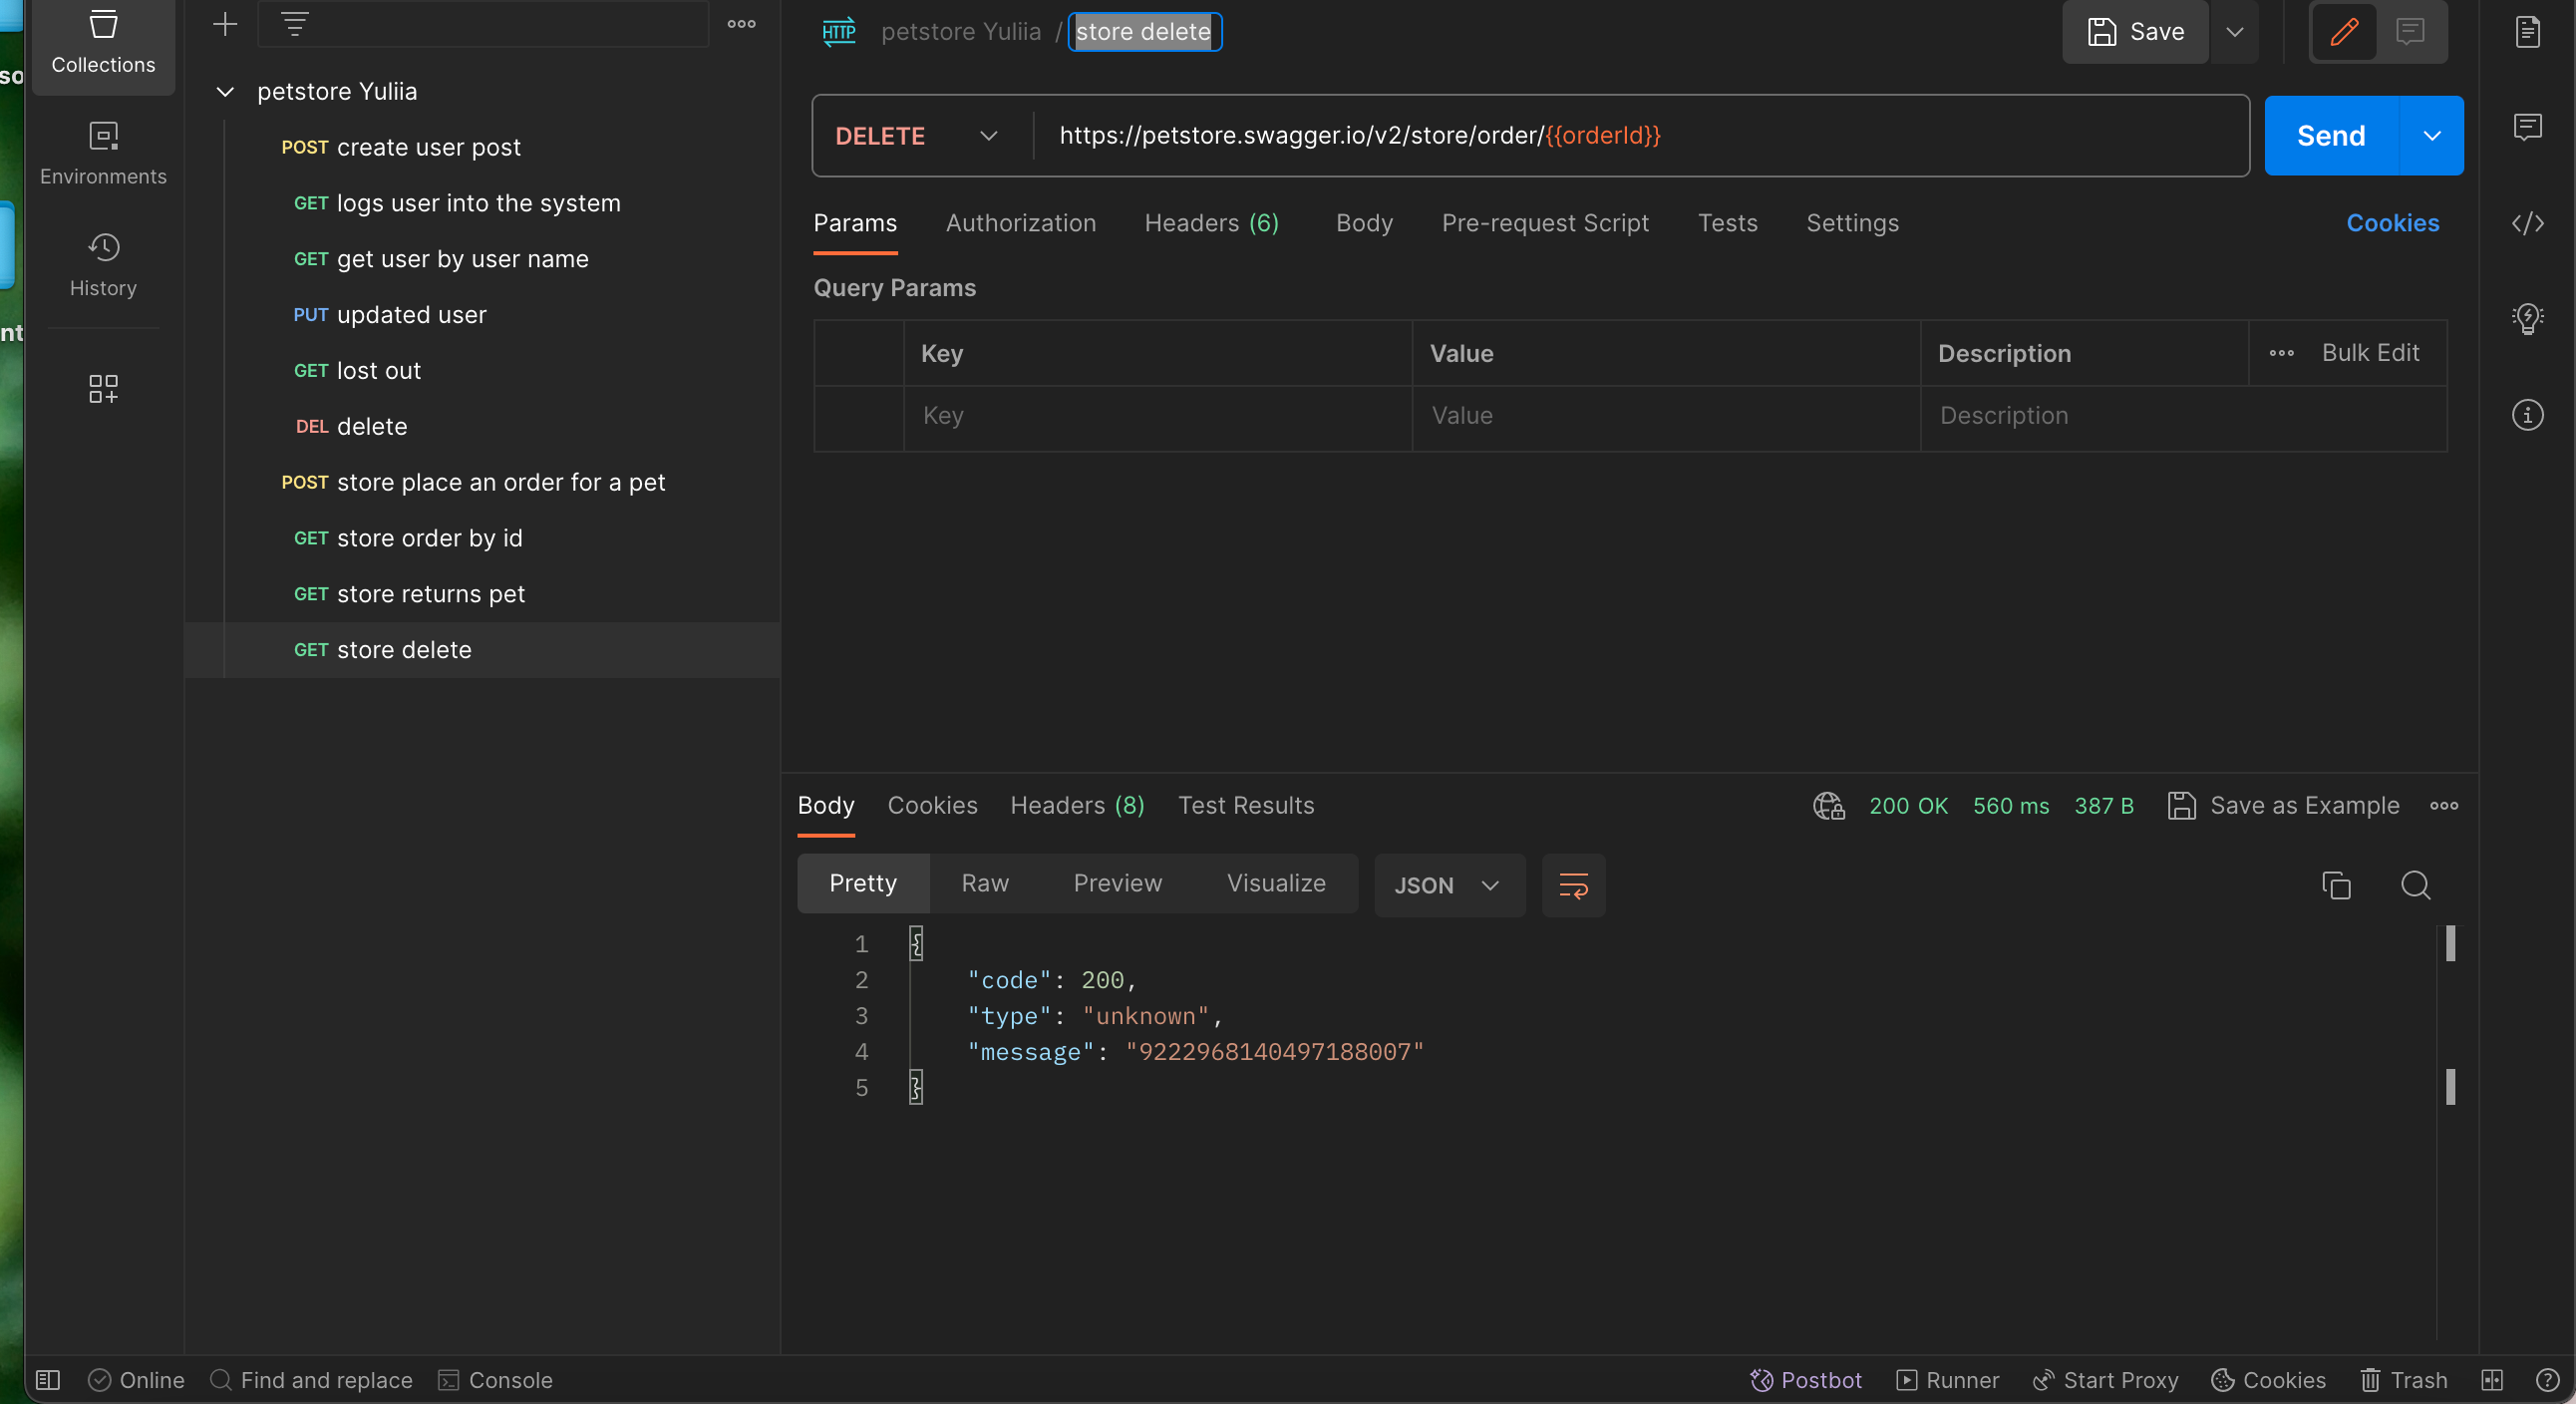 so
nt
Collections
Environments
History
petstore Yuliia
POST create user post
GET logs user into the system
GET get user by user name
PUT updated user
GET lost out
DEL delete
POST store place an order for a pet
GET store order by id
GET store returns pet
GET store delete
HTTP petstore Yuliia / store delete
Save
DELETE https://petstore.swagger.io/v2/store/order/{{orderId}}
Send
Params Authorization Headers (6) Body Pre-request Script Tests Settings Cookies
Query Params
Key Value Description Bulk Edit
Key Value Description
Body Cookies Headers (8) Test Results 200 OK 560 ms 387 B Save as Example
Pretty Raw Preview Visualize JSON
1 {
2 "code": 200,
3 "type": "unknown",
4 "message": "9222968140497188007"
5 }
Online Find and replace Console Postbot Runner Start Proxy Cookies Trash